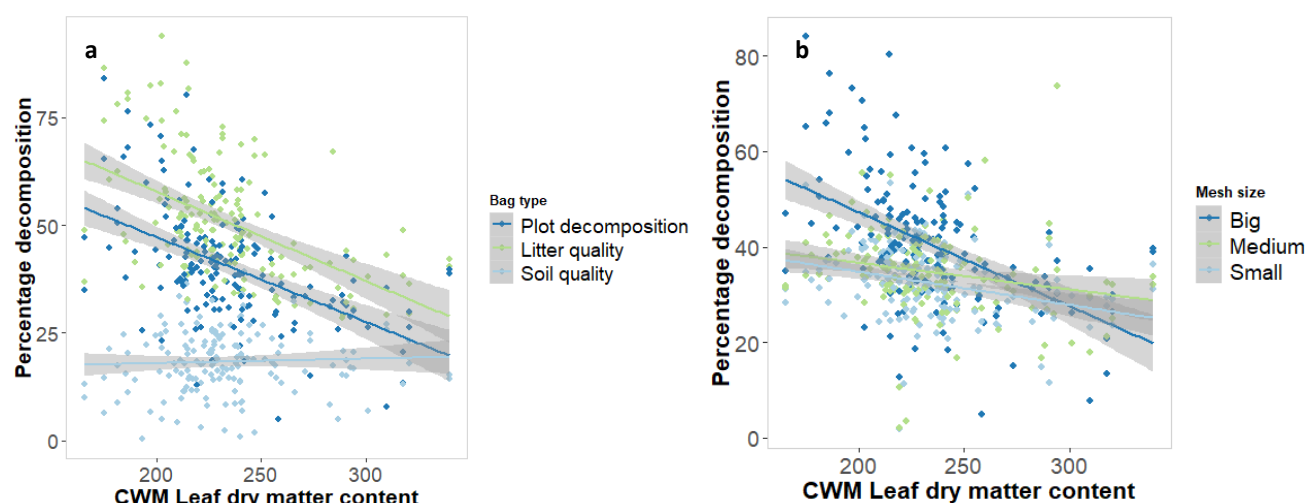 a
Percentage decomposition
75
50
25
0
200 250 300
CWM Leaf dry matter content
Bag type
Plot decomposition
Litter quality
Soil quality
b
Percentage decomposition
80
60
40
20
0
200 250 300
CWM Leaf dry matter content
Mesh size
Big
Medium
Small